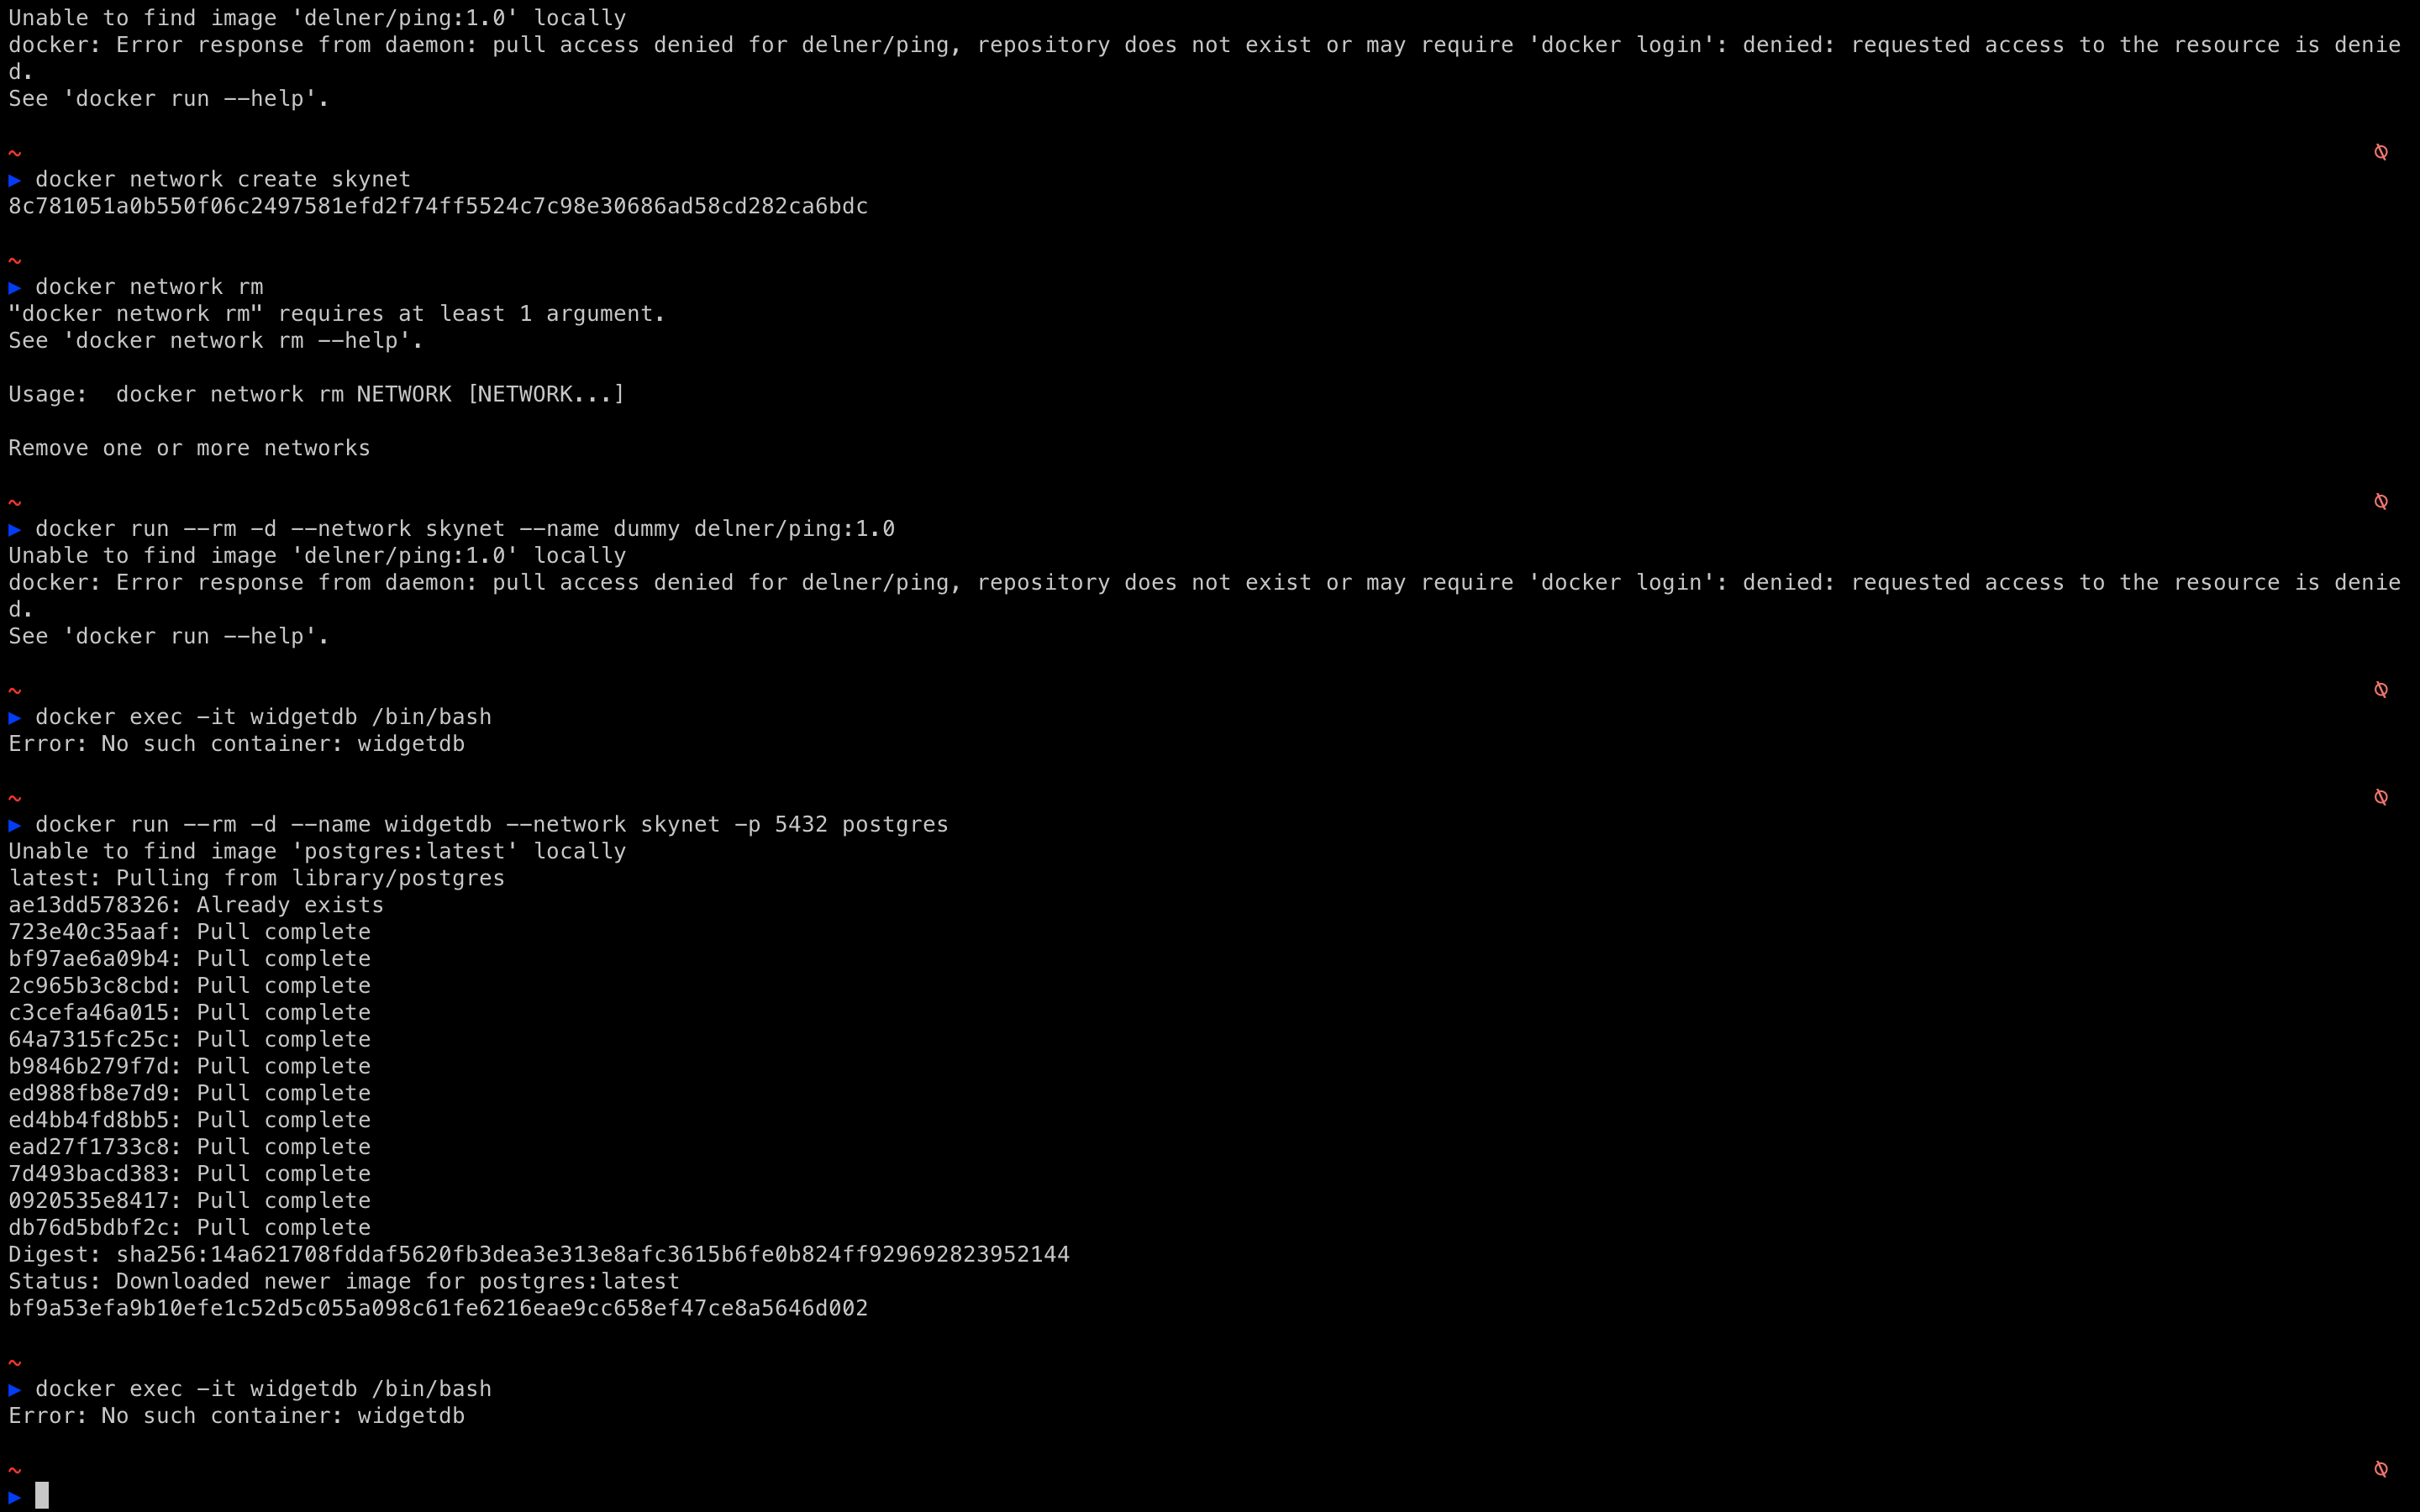 Unable to find image 'delner/ping:1.0' locally
docker: Error response from daemon: pull access denied for delner/ping, repository does not exist or may require 'docker login': denied: requested access to the resource is denie
d.
See 'docker run --help'.
~
▶ docker network create skynet
8c781051a0b550f06c2497581efd2f74ff5524c7c98e30686ad58cd282ca6bdc
~
▶ docker network rm
"docker network rm" requires at least 1 argument.
See 'docker network rm --help'.
Usage:  docker network rm NETWORK [NETWORK...]
Remove one or more networks
~
▶ docker run --rm -d --network skynet --name dummy delner/ping:1.0
Unable to find image 'delner/ping:1.0' locally
docker: Error response from daemon: pull access denied for delner/ping, repository does not exist or may require 'docker login': denied: requested access to the resource is denie
d.
See 'docker run --help'.
~
▶ docker exec -it widgetdb /bin/bash
Error: No such container: widgetdb
~
▶ docker run --rm -d --name widgetdb --network skynet -p 5432 postgres
Unable to find image 'postgres:latest' locally
latest: Pulling from library/postgres
ae13dd578326: Already exists
723e40c35aaf: Pull complete
bf97ae6a09b4: Pull complete
2c965b3c8cbd: Pull complete
c3cefa46a015: Pull complete
64a7315fc25c: Pull complete
b9846b279f7d: Pull complete
ed988fb8e7d9: Pull complete
ed4bb4fd8bb5: Pull complete
ead27f1733c8: Pull complete
7d493bacd383: Pull complete
0920535e8417: Pull complete
db76d5bdbf2c: Pull complete
Digest: sha256:14a621708fddaf5620fb3dea3e313e8afc3615b6fe0b824ff929692823952144
Status: Downloaded newer image for postgres:latest
bf9a53efa9b10efe1c52d5c055a098c61fe6216eae9cc658ef47ce8a5646d002
~
▶ docker exec -it widgetdb /bin/bash
Error: No such container: widgetdb
~
▶